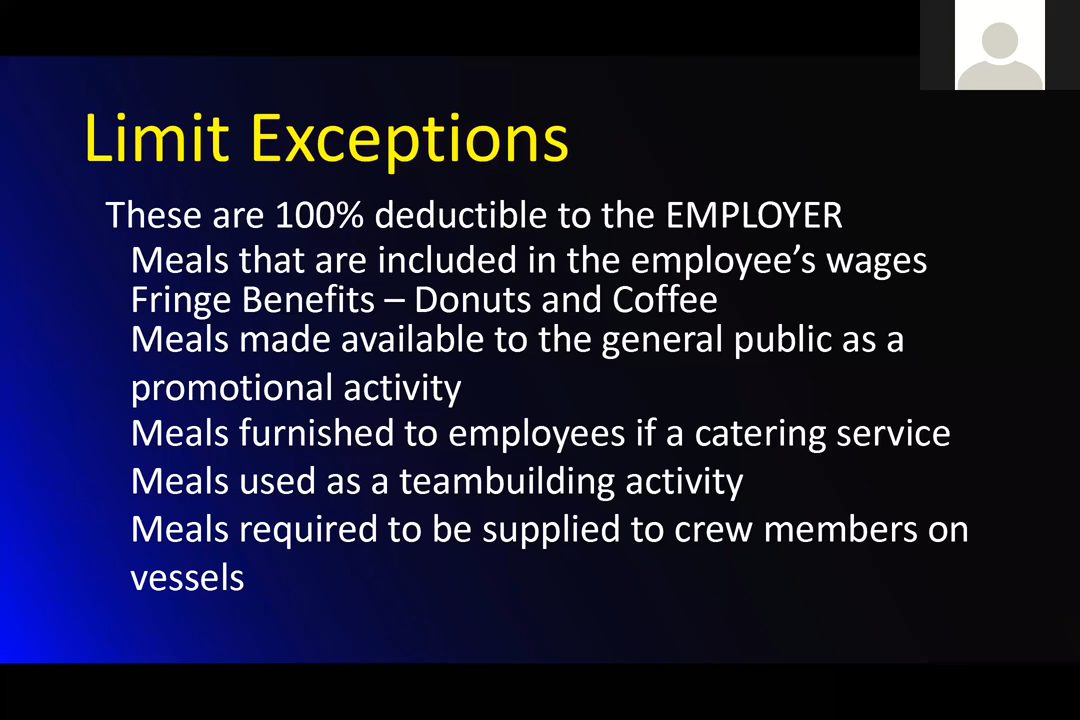 Limit Exceptions
These are 100% deductible to the EMPLOYER
Meals that are included in the employee’s wages
Fringe Benefits – Donuts and Coffee
Meals made available to the general public as a
promotional activity
Meals furnished to employees if a catering service
Meals used as a teambuilding activity
Meals required to be supplied to crew members on
vessels